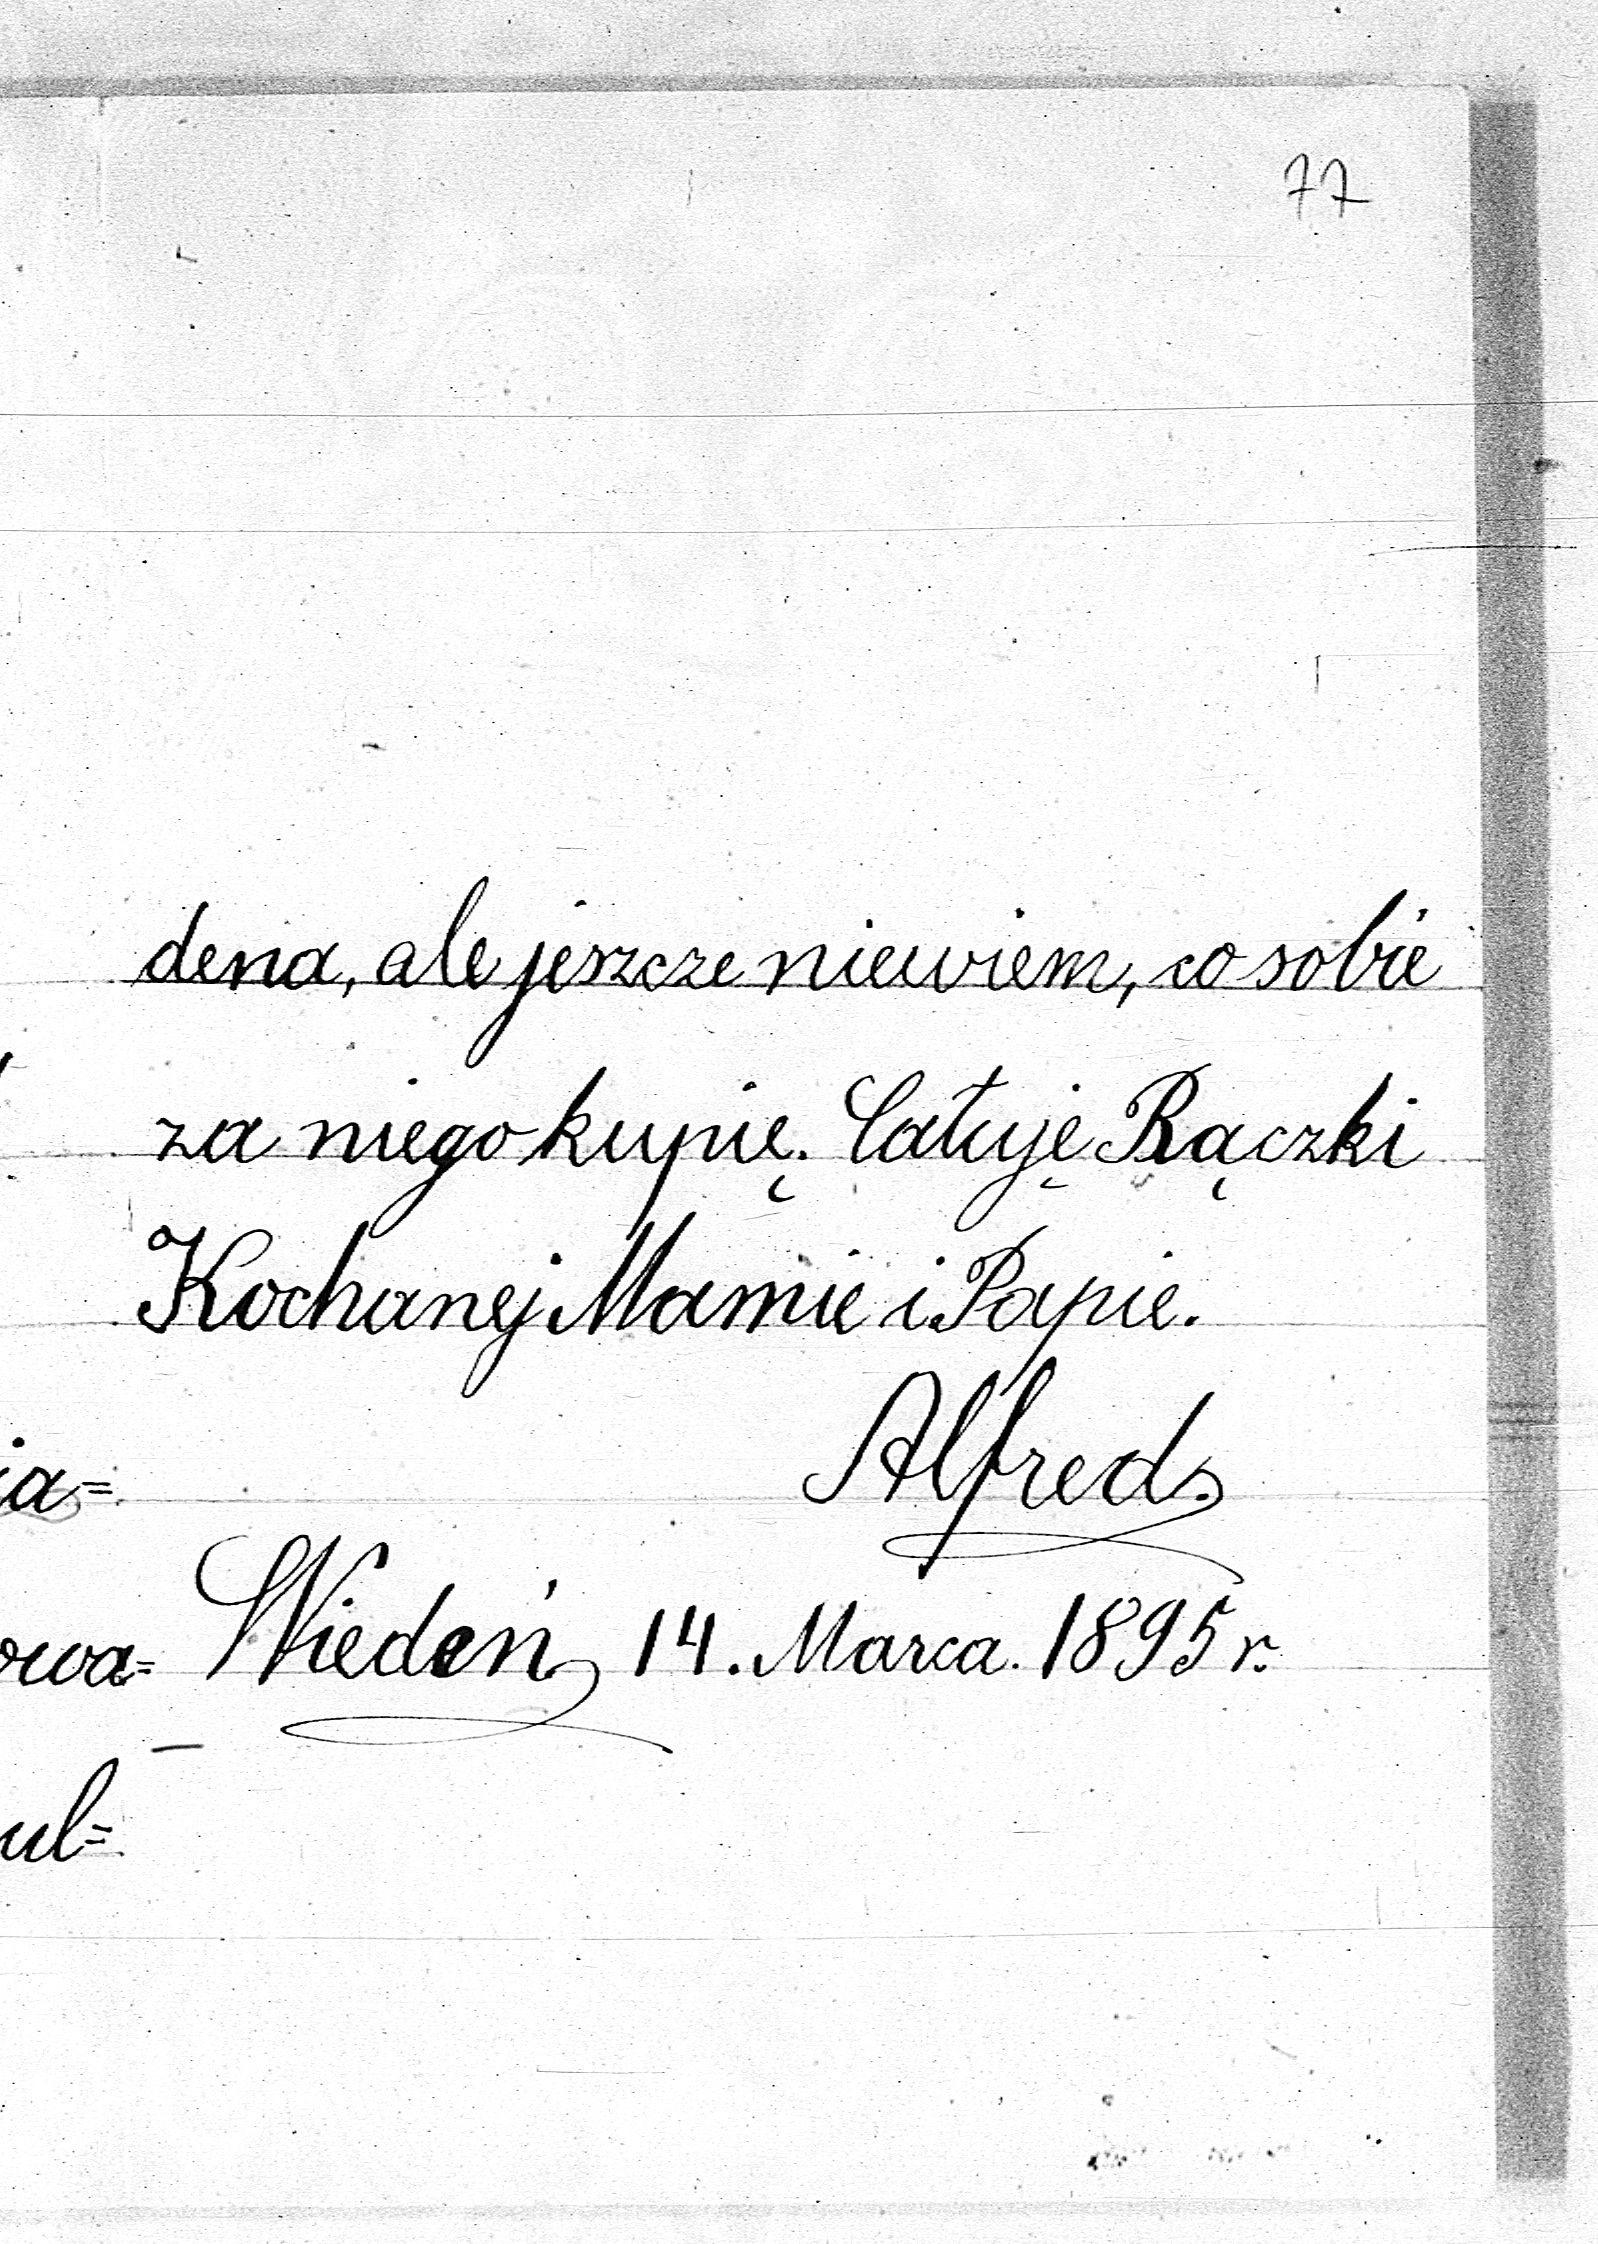 77
dena, ale jeszcze niewiem, co sobie
za niego kupię. Całuję Rączki
Kochanej Mamie i Papie.
Alfred.
ia=
owa= Wiedeń 14. Marca. 1895 r.
ul=